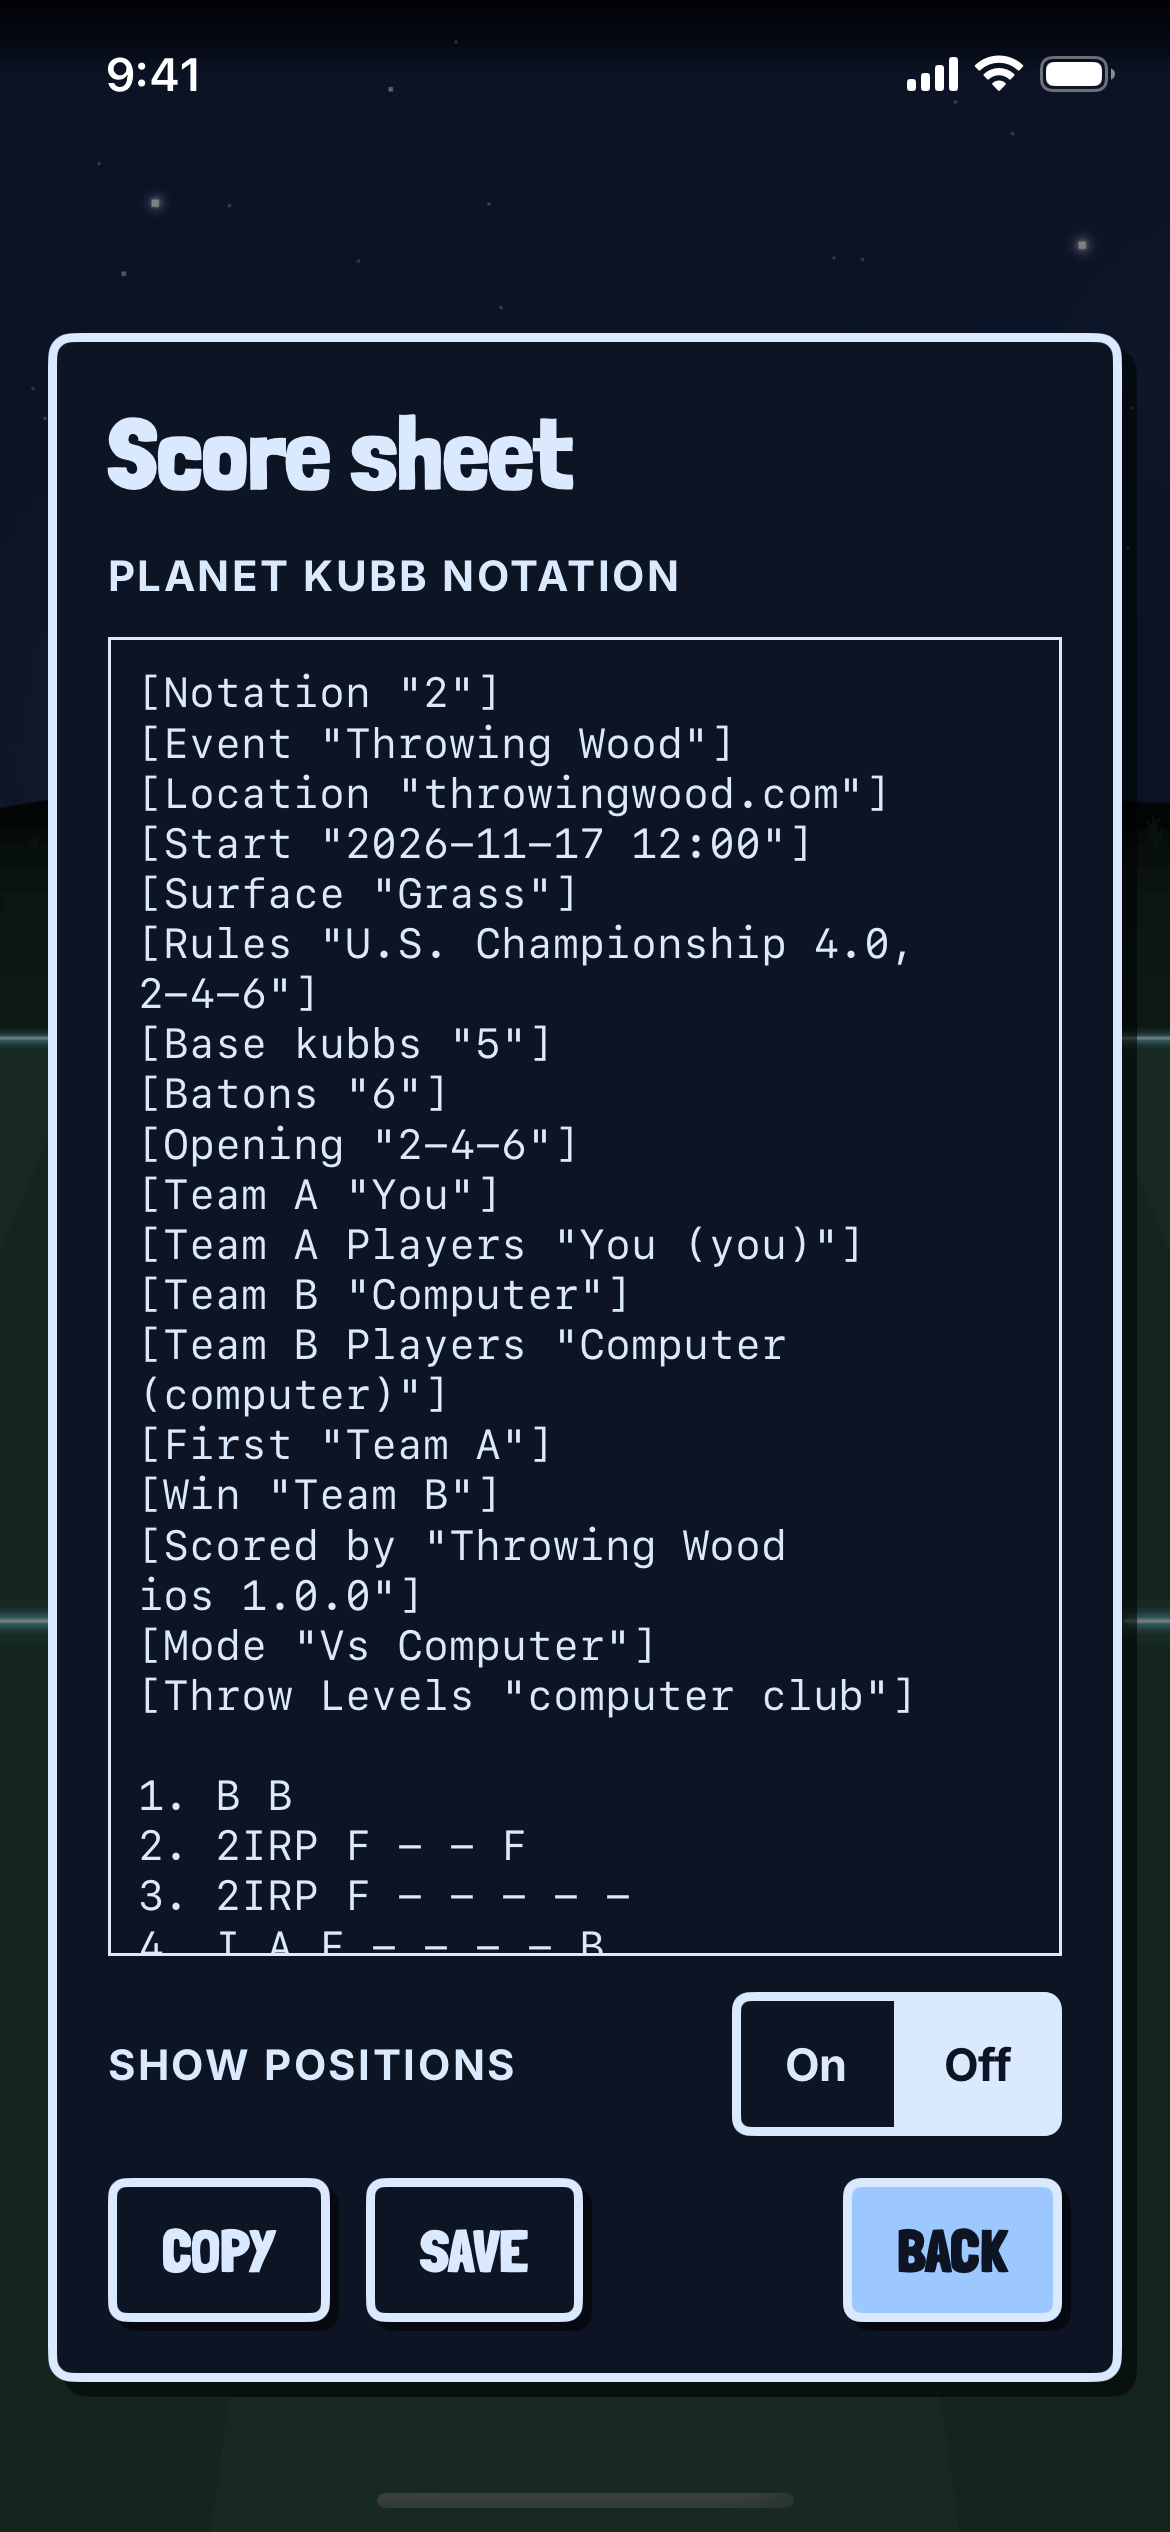 9:41
Score sheet
PLANET KUBB NOTATION
[Notation "2"]
[Event "Throwing Wood"]
[Location "throwingwood.com"]
[Start "2026-11-17 12:00"]
[Surface "Grass"]
[Rules "U.S. Championship 4.0,
2-4-6"]
[Base kubbs "5"]
[Batons "6"]
[Opening "2-4-6"]
[Team A "You"]
[Team A Players "You (you)"]
[Team B "Computer"]
[Team B Players "Computer
(computer)"]
[First "Team A"]
[Win "Team B"]
[Scored by "Throwing Wood
ios 1.0.0"]
[Mode "Vs Computer"]
[Throw Levels "computer club"]
1. B B
2. 2IRP F - - F
3. 2IRP F - - - - -
SHOW POSITIONS
On Off
COPY SAVE BACK